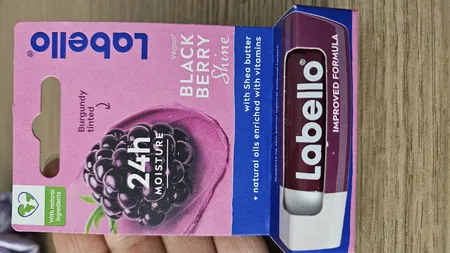 Labello®
Vegan*
BLACK
BERRY
Shine
Burgundy
tinted
24h
MOISTURE
With natural
ingredients
with Shea butter
+ natural oils enriched with vitamins
Labello®
IMPROVED FORMULA